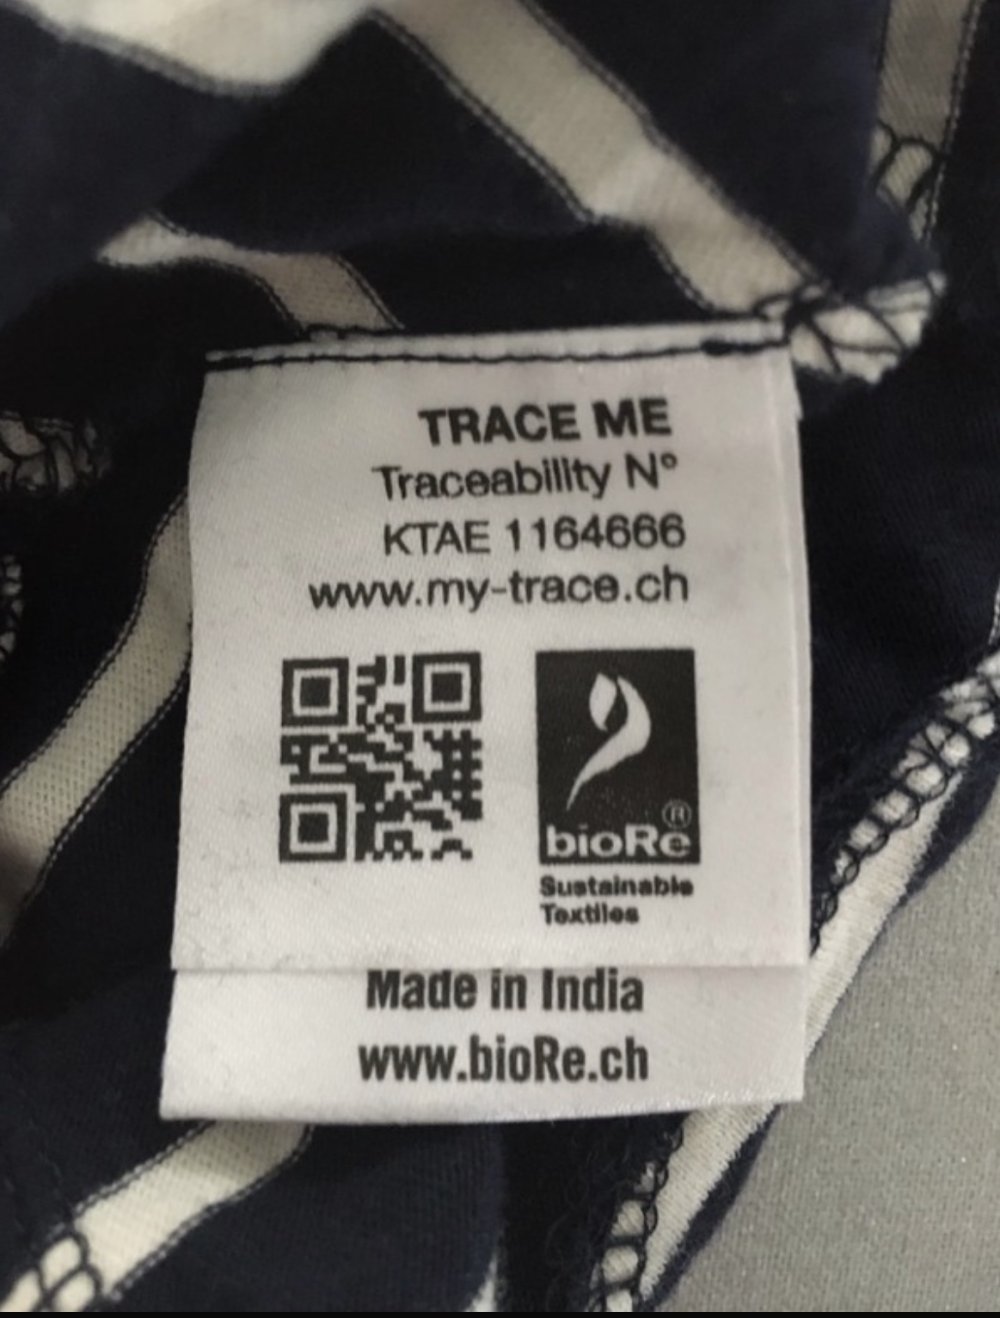 TRACE ME
Traceability N°
KTAE 1164666
www.my-trace.ch
bioRe®
Sustainable
Textiles
Made in India
www.bioRe.ch